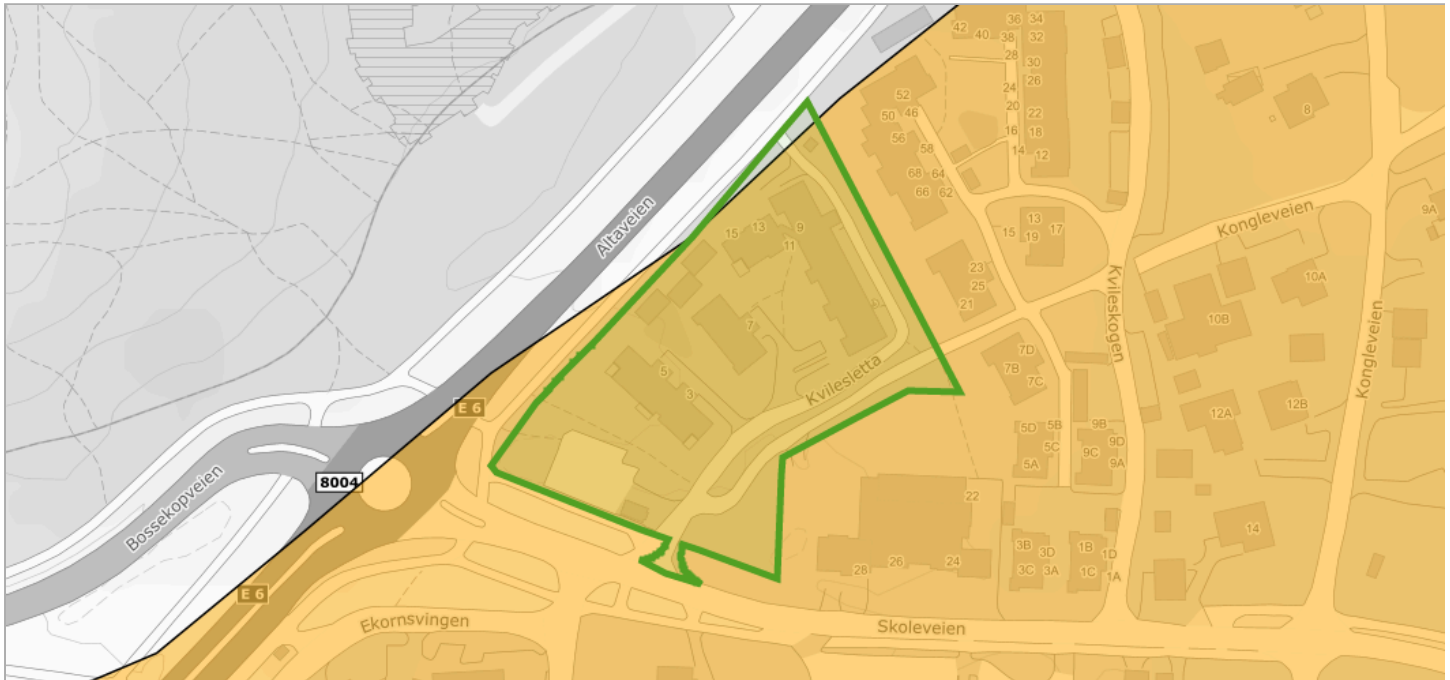 36
34
42
40
38
32
28
30
26
24
20
22
16
18
14
12
52
50
46
56
58
68
64
66
62
8
Altaveien
15
13
9
11
7
5
3
Kvilesletta
13
15
17
19
23
25
21
Kongleveien
9A
10A
10B
Kvileskogen
Kongleveien
7D
7B
7C
12A
12B
5D
5B
5C
5A
9B
9D
9C
9A
E 6
8004
Bossekopveien
E 6
22
14
3B
3D
3C
3A
1B
1D
1C
1A
28
26
24
Ekornsvingen
Skoleveien